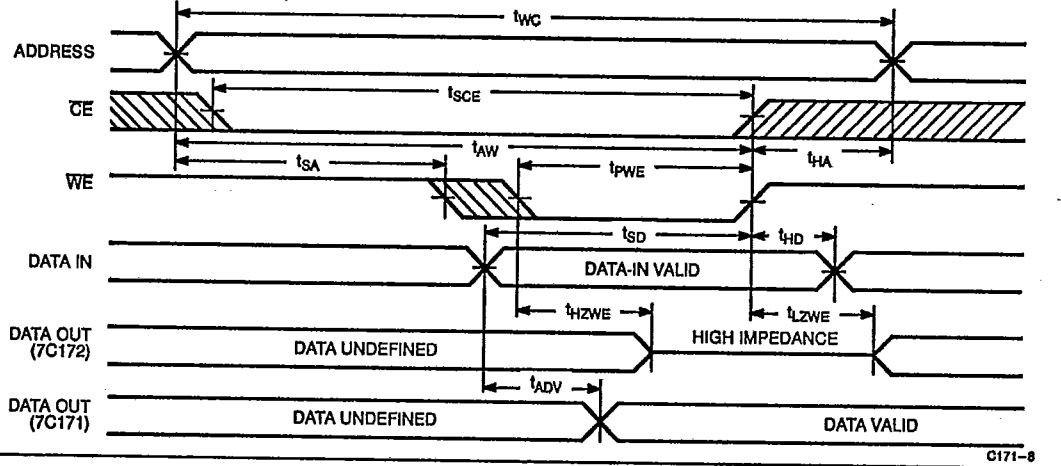 tWC
ADDRESS
tSCE
CE
tAW
tSA
tPWE
tHA
WE
tSD
tHD
DATA IN
DATA-IN VALID
tHZWE
tLZWE
DATA OUT
(7C172)
DATA UNDEFINED
HIGH IMPEDANCE
tADV
DATA OUT
(7C171)
DATA UNDEFINED
DATA VALID
C171-8